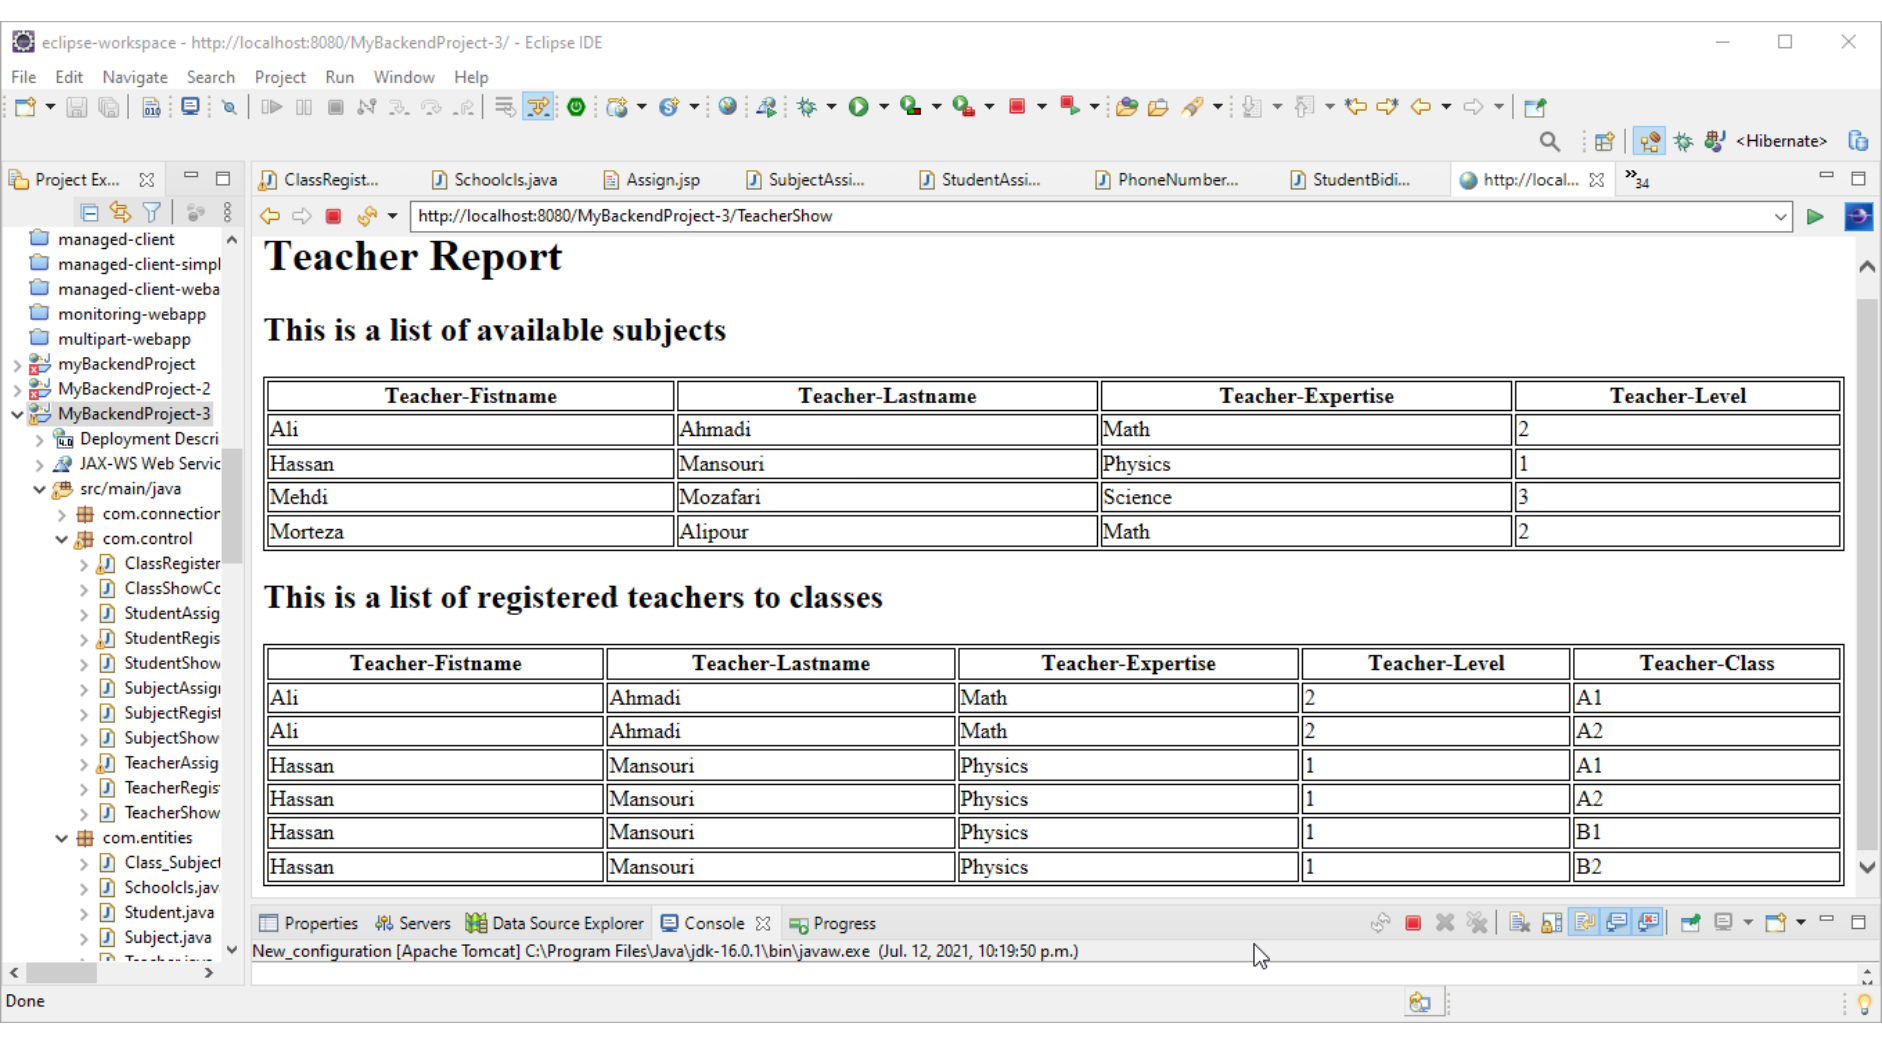 eclipse-workspace - http://localhost:8080/MyBackendProject-3/ - Eclipse IDE
File Edit Navigate Search Project Run Window Help
<Hibernate>
Project Ex...
ClassRegist... Schoolcls.java Assign.jsp SubjectAssi... StudentAssi... PhoneNumber... StudentBidi... http://local... »34
http://localhost:8080/MyBackendProject-3/TeacherShow
managed-client
managed-client-simpl
managed-client-weba
monitoring-webapp
multipart-webapp
myBackendProject
MyBackendProject-2
MyBackendProject-3
Deployment Descri
JAX-WS Web Servic
src/main/java
com.connection
com.control
ClassRegister
ClassShowCo
StudentAssig
StudentRegis
StudentShow
SubjectAssign
SubjectRegist
SubjectShow
TeacherAssig
TeacherRegis
TeacherShow
com.entities
Class_Subject
Schoolcls.jav
Student.java
Subject.java
Teacher Report
This is a list of available subjects
Teacher-Fistname Teacher-Lastname Teacher-Expertise Teacher-Level
Ali Ahmadi Math 2
Hassan Mansouri Physics 1
Mehdi Mozafari Science 3
Morteza Alipour Math 2
This is a list of registered teachers to classes
Teacher-Fistname Teacher-Lastname Teacher-Expertise Teacher-Level Teacher-Class
Ali Ahmadi Math 2 A1
Ali Ahmadi Math 2 A2
Hassan Mansouri Physics 1 A1
Hassan Mansouri Physics 1 A2
Hassan Mansouri Physics 1 B1
Hassan Mansouri Physics 1 B2
Properties Servers Data Source Explorer Console Progress
New_configuration [Apache Tomcat] C:\Program Files\Java\jdk-16.0.1\bin\javaw.exe (Jul. 12, 2021, 10:19:50 p.m.)
Done